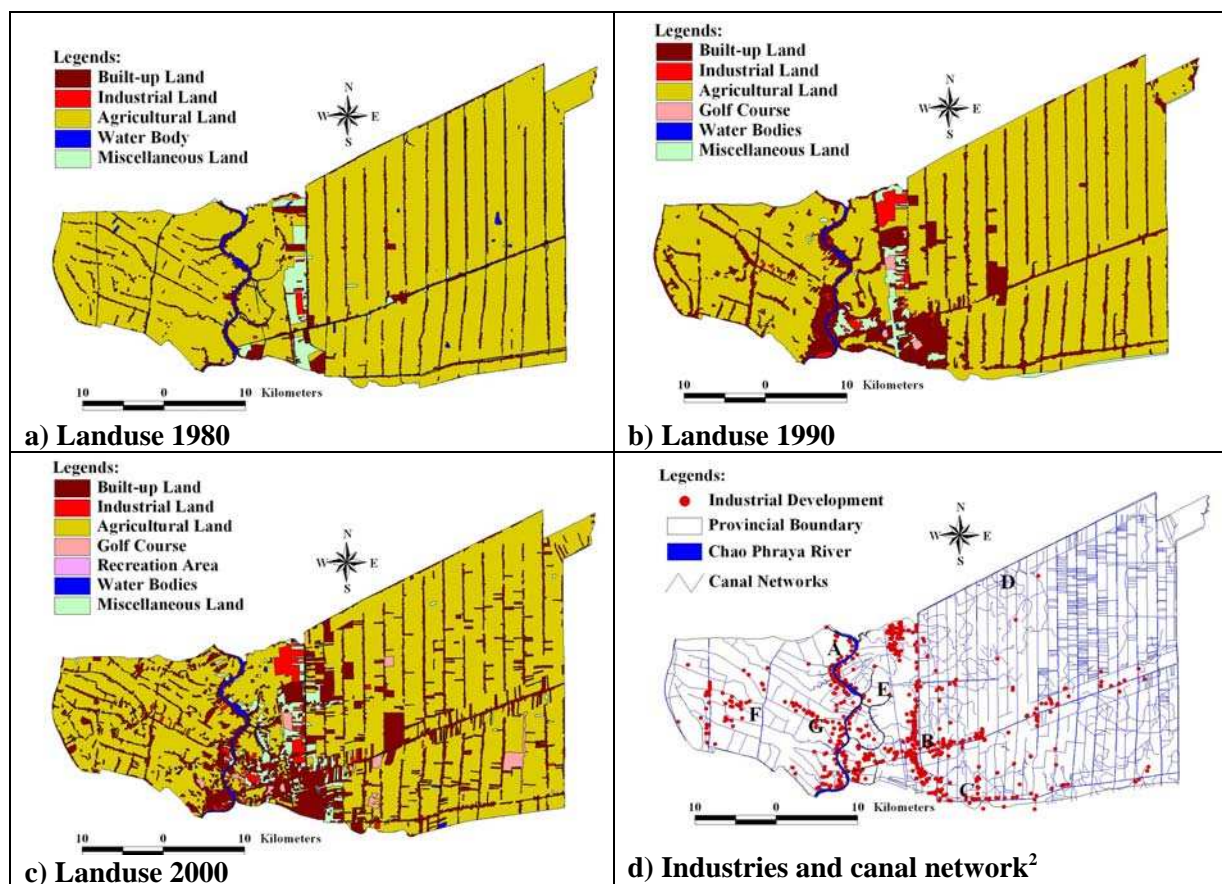 Legends:
Built-up Land
Industrial Land
Agricultural Land
Water Body
Miscellaneous Land
N
W E
S
10 0 10 Kilometers
a) Landuse 1980
Legends:
Built-up Land
Industrial Land
Agricultural Land
Golf Course
Water Bodies
Miscellaneous Land
N
W E
S
10 0 10 Kilometers
b) Landuse 1990
Legends:
Built-up Land
Industrial Land
Agricultural Land
Golf Course
Recreation Area
Water Bodies
Miscellaneous Land
N
W E
S
10 0 10 Kilometers
c) Landuse 2000
Legends:
Industrial Development
Provincial Boundary
Chao Phraya River
Canal Networks
N
W E
S
D
A
E
F
G
B
C
10 0 10 Kilometers
d) Industries and canal network²